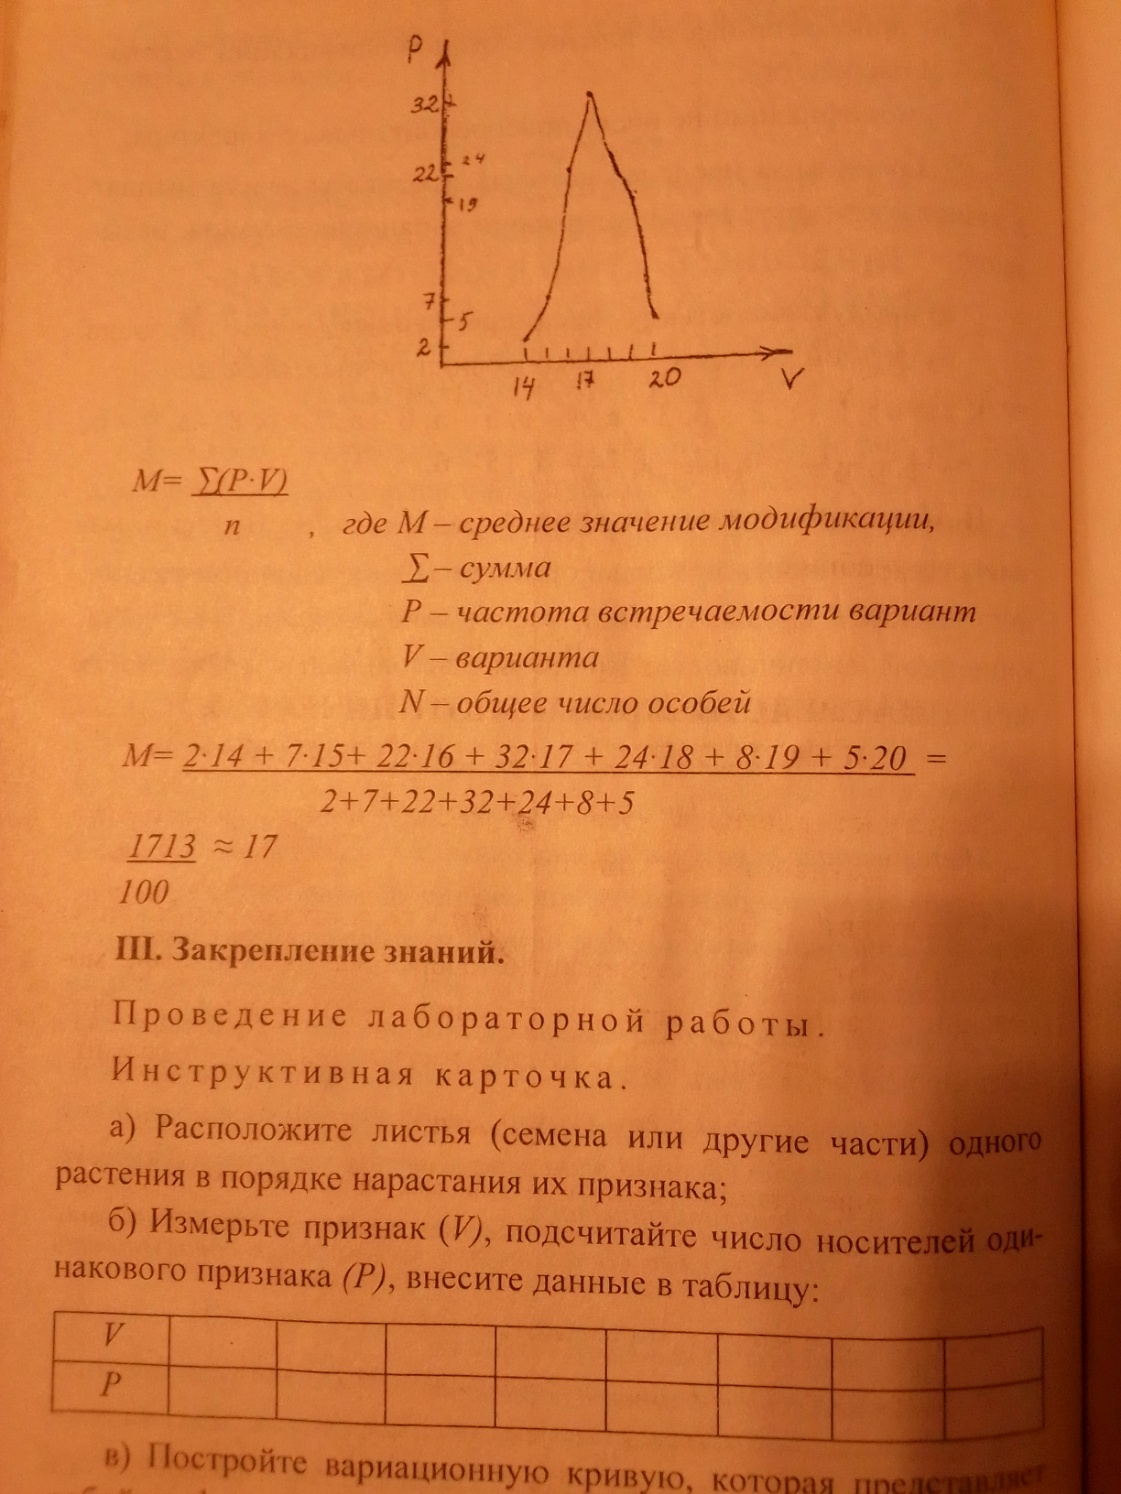 P
32
24
22
19
7
5
2
14 17 20 V
M= ∑(P·V)
n , где M – среднее значение модификации,
∑ – сумма
P – частота встречаемости вариант
V – варианта
N – общее число особей
M= 2·14 + 7·15+ 22·16 + 32·17 + 24·18 + 8·19 + 5·20 =
2+7+22+32+24+8+5
1713 ≈ 17
100
III. Закрепление знаний.
Проведение лабораторной работы.
Инструктивная карточка.
а) Расположите листья (семена или другие части) одного
растения в порядке нарастания их признака;
б) Измерьте признак (V), подсчитайте число носителей оди-
накового признака (P), внесите данные в таблицу:
V
P
в) Постройте вариационную кривую, которая представляет